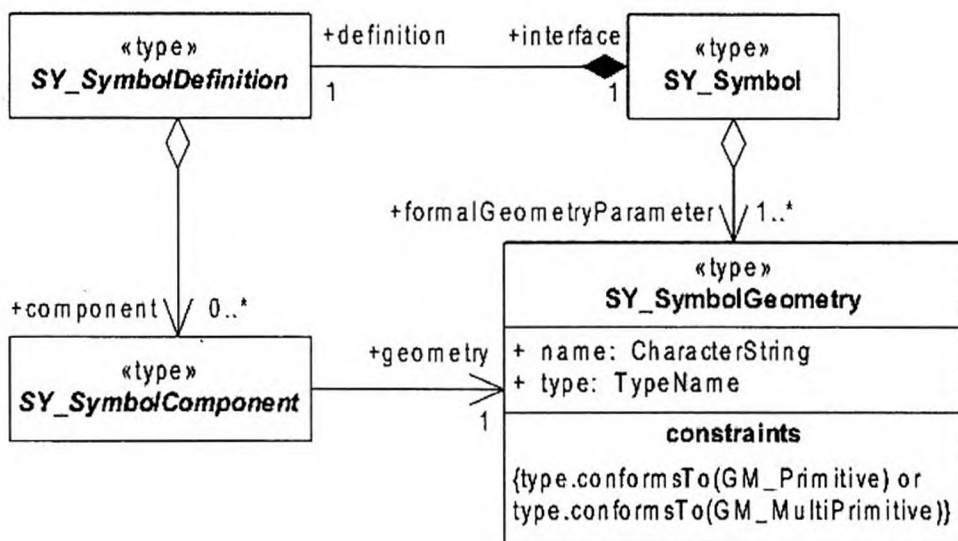 «type»
SY_SymbolDefinition
+definition
1
+interface
1
«type»
SY_Symbol
+formalGeometryParameter
1..*
+component
0..*
«type»
SY_SymbolComponent
+geometry
1
«type»
SY_SymbolGeometry
+ name: CharacterString
+ type: TypeName
constraints
{type.conformsTo(GM_Primitive) or
type.conformsTo(GM_MultiPrimitive)}